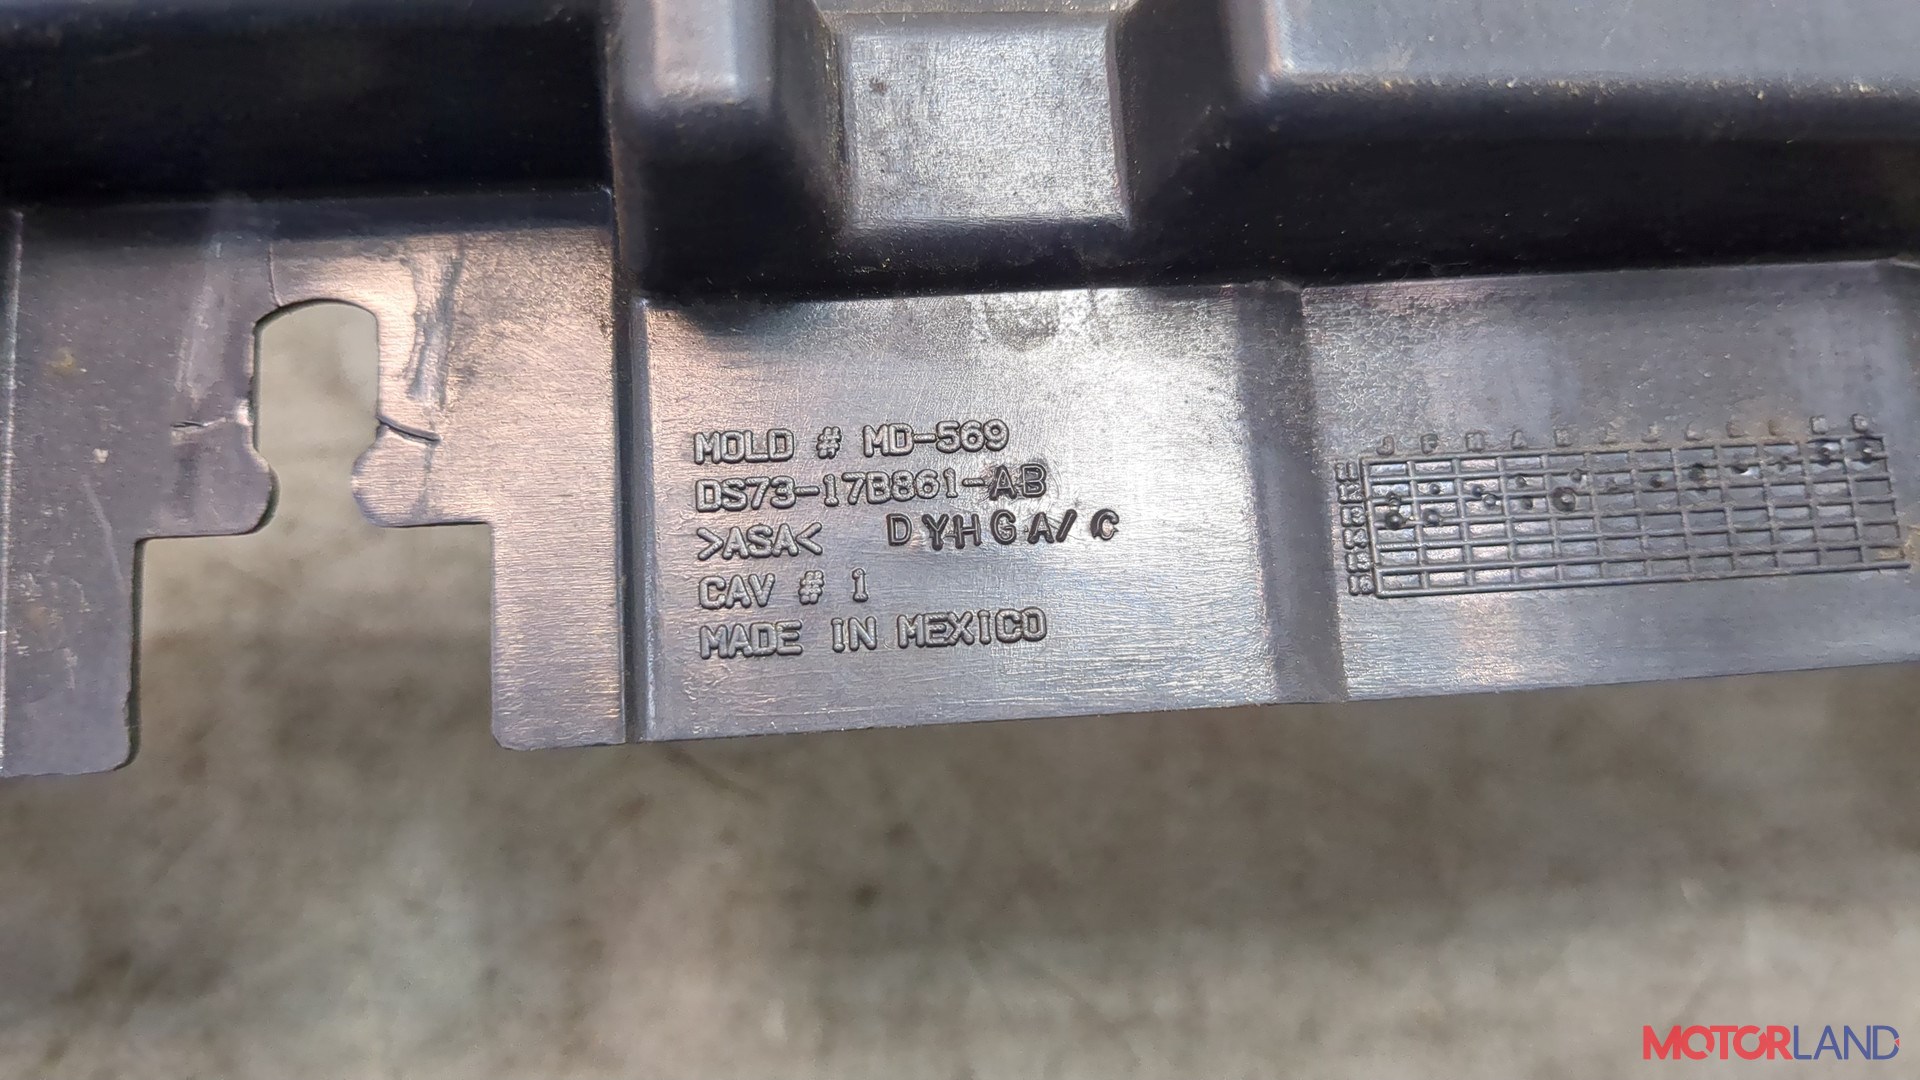 MOLD # MD-569
DS73-17B861-AB
>ASA< DYHGA/C
CAV # 1
MADE IN MEXICO
J F M A M J J A S O N D
MOTORLAND